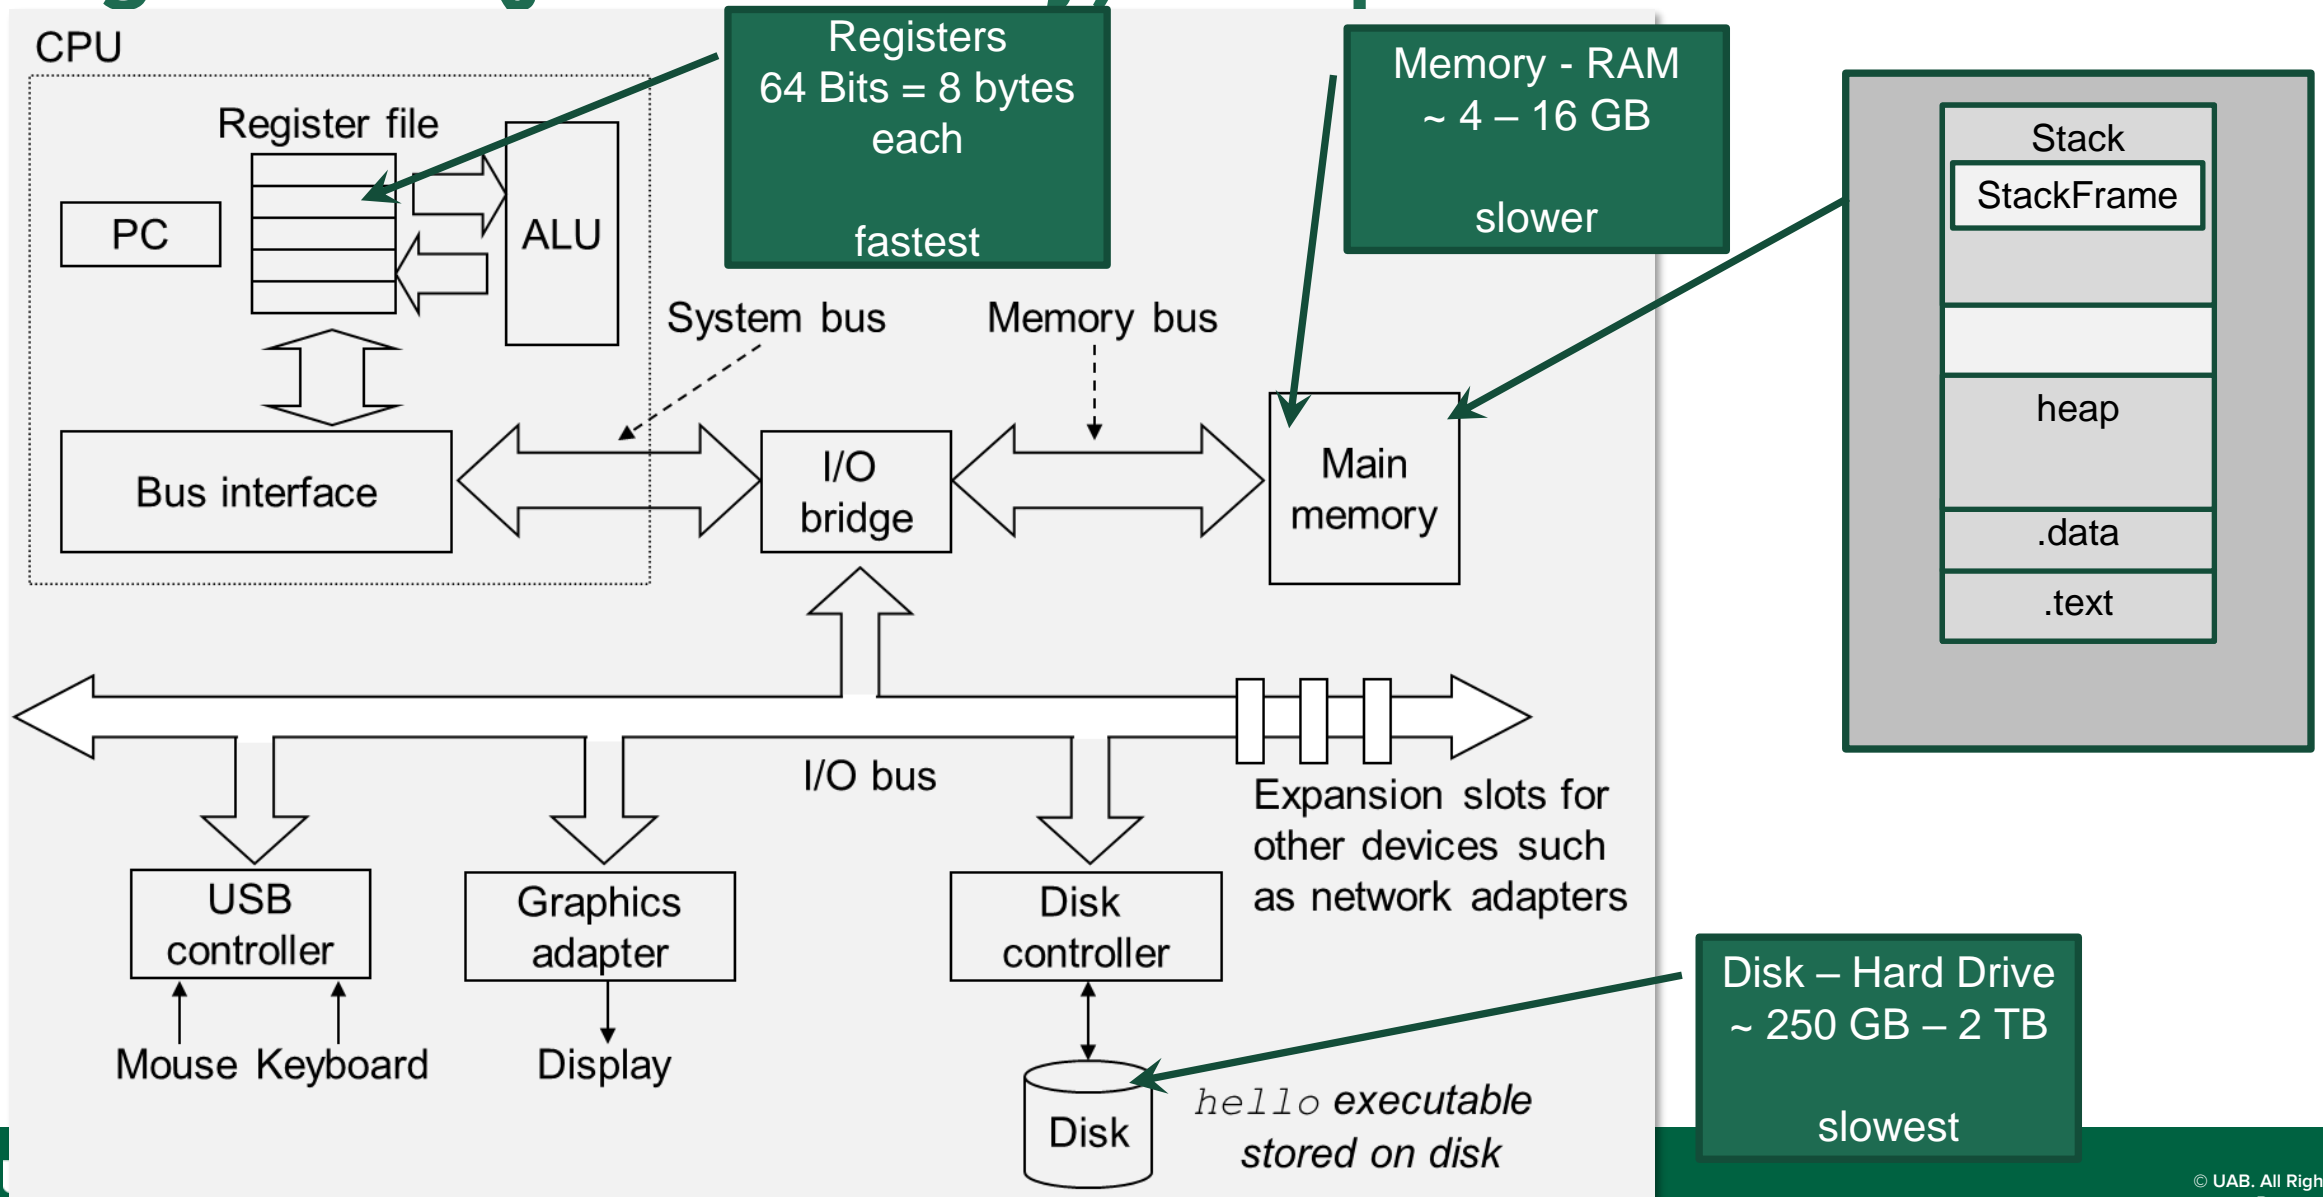 CPU
Register file
PC
ALU
Registers
64 Bits = 8 bytes
each
fastest
Memory - RAM
~ 4 – 16 GB
slower
Stack
StackFrame
heap
.data
.text
System bus
Memory bus
Bus interface
I/O
bridge
Main
memory
I/O bus
Expansion slots for
other devices such
as network adapters
USB
controller
Graphics
adapter
Disk
controller
Mouse
Keyboard
Display
Disk
hello executable
stored on disk
Disk – Hard Drive
~ 250 GB – 2 TB
slowest
© UAB. All Righ